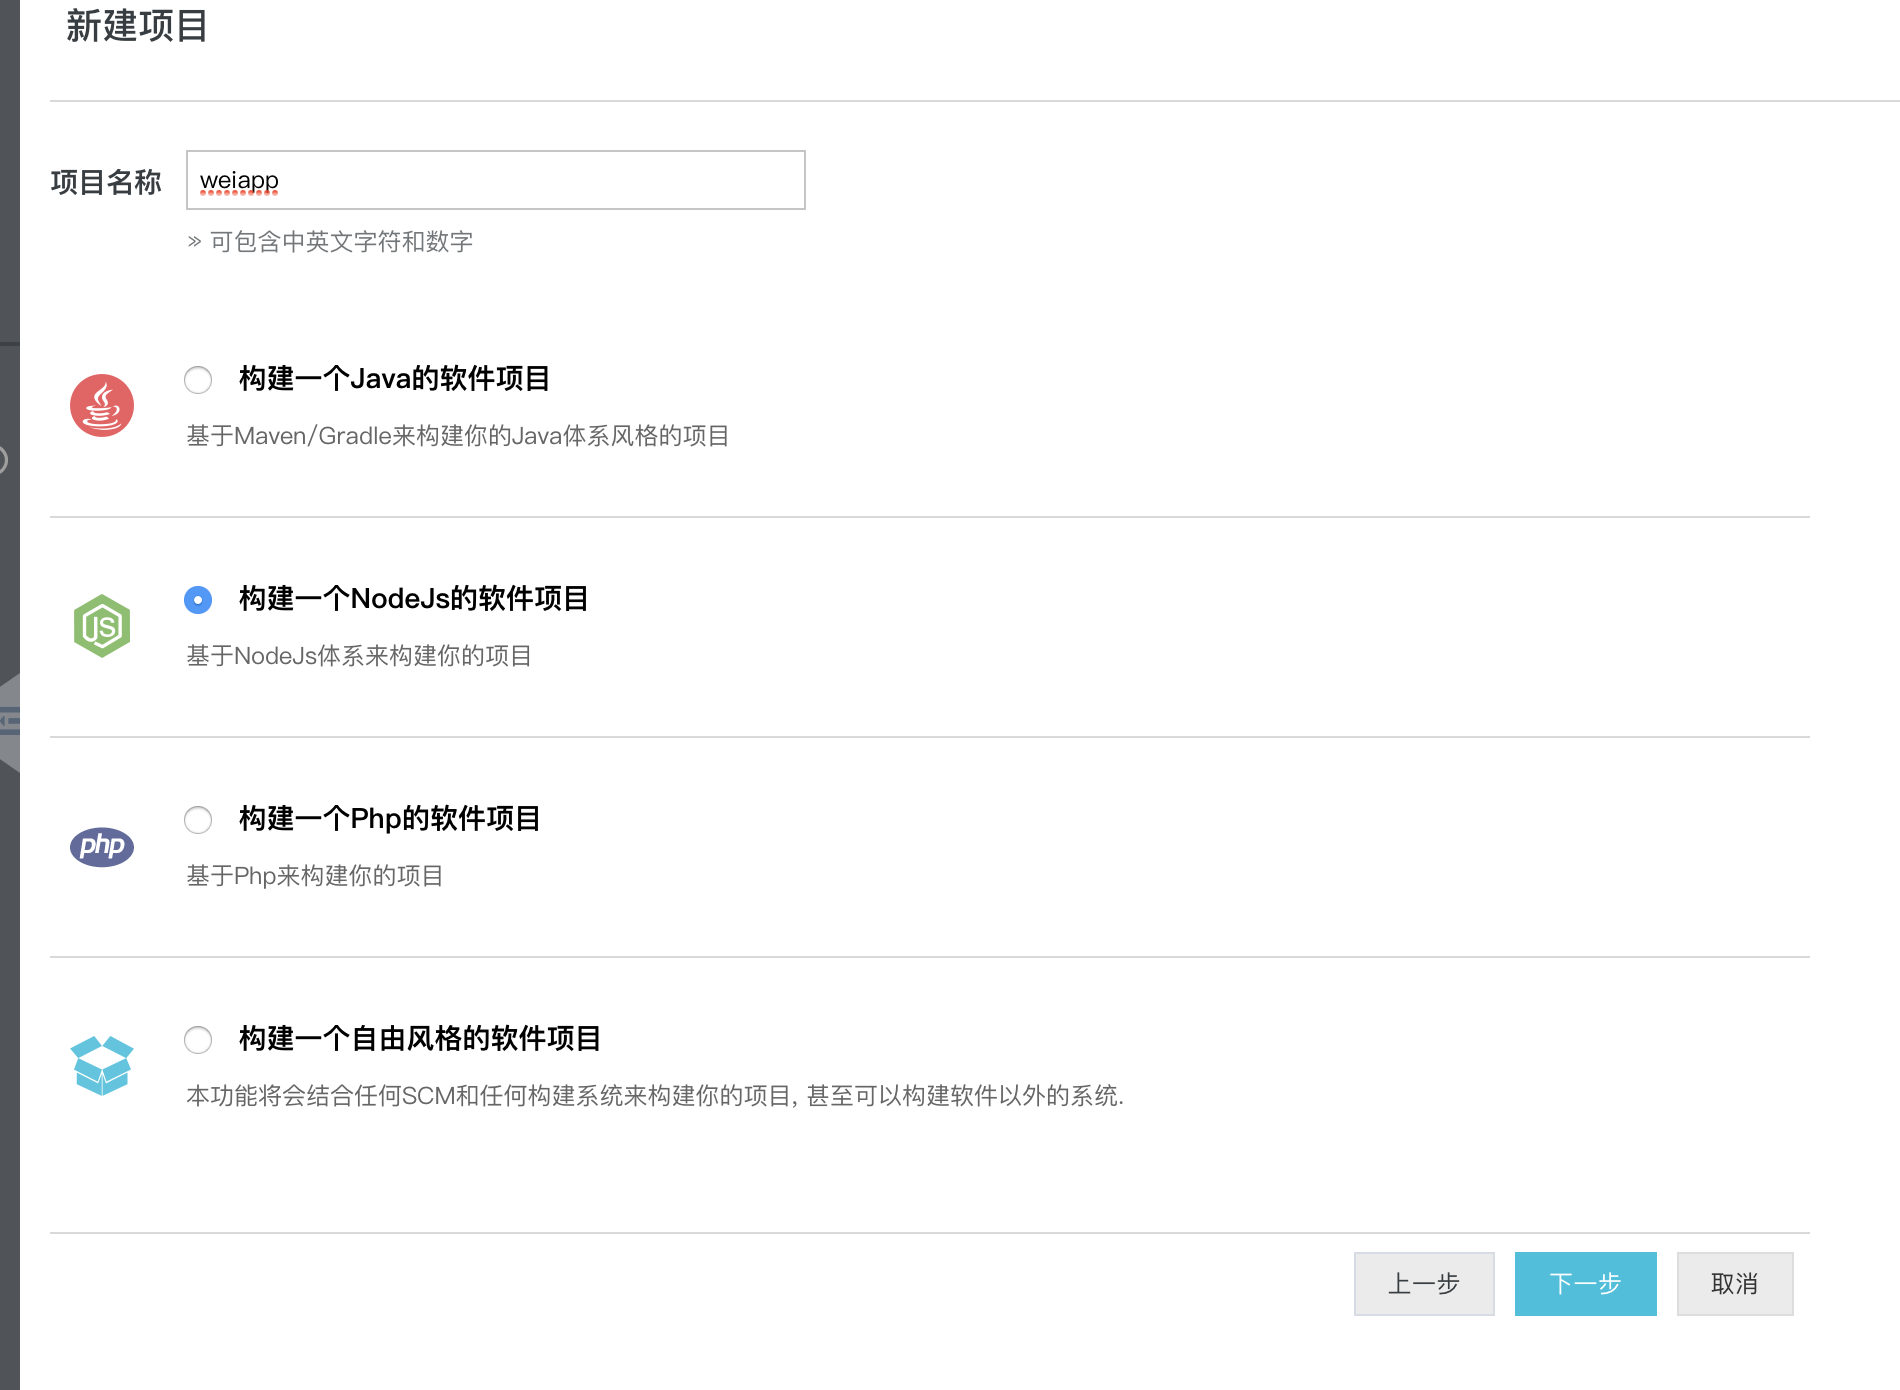 新建项目
项目名称
weiapp
» 可包含中英文字符和数字
构建一个Java的软件项目
基于Maven/Gradle来构建你的Java体系风格的项目
JS
构建一个NodeJs的软件项目
基于NodeJs体系来构建你的项目
php
构建一个Php的软件项目
基于Php来构建你的项目
构建一个自由风格的软件项目
本功能将会结合任何SCM和任何构建系统来构建你的项目, 甚至可以构建软件以外的系统.
上一步
下一步
取消